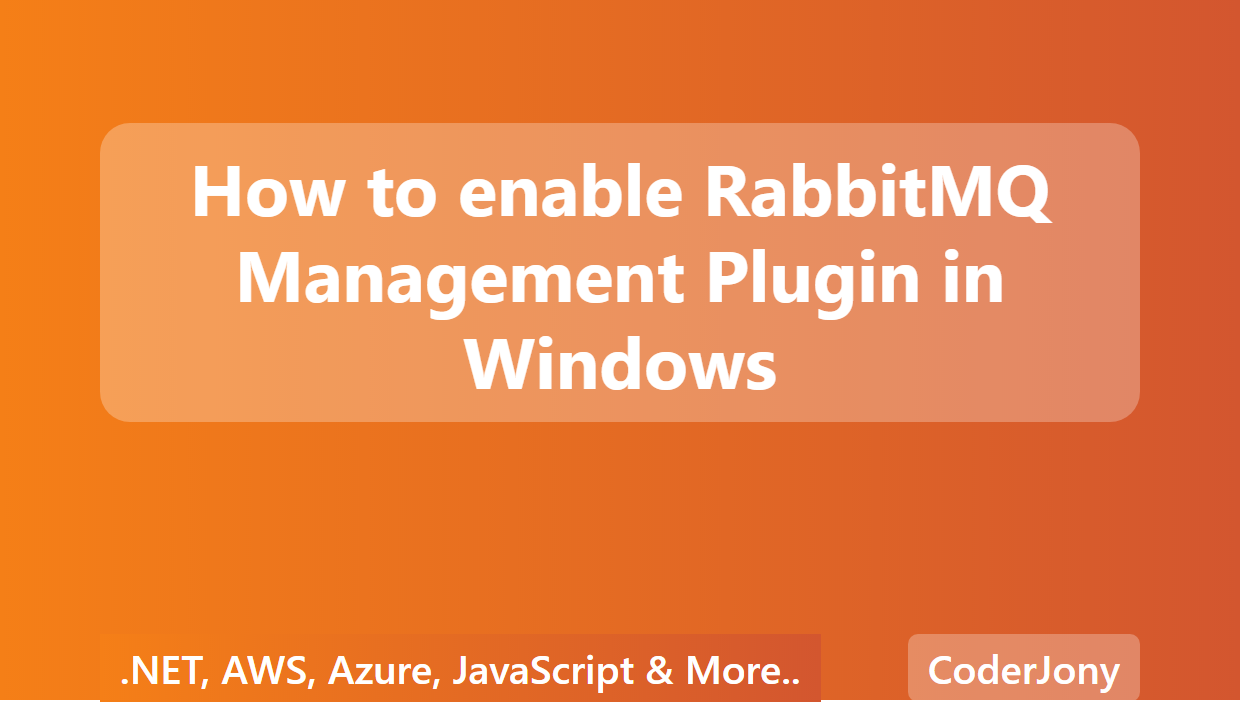 How to enable RabbitMQ
Management Plugin in
Windows
.NET, AWS, Azure, JavaScript & More..
CoderJony